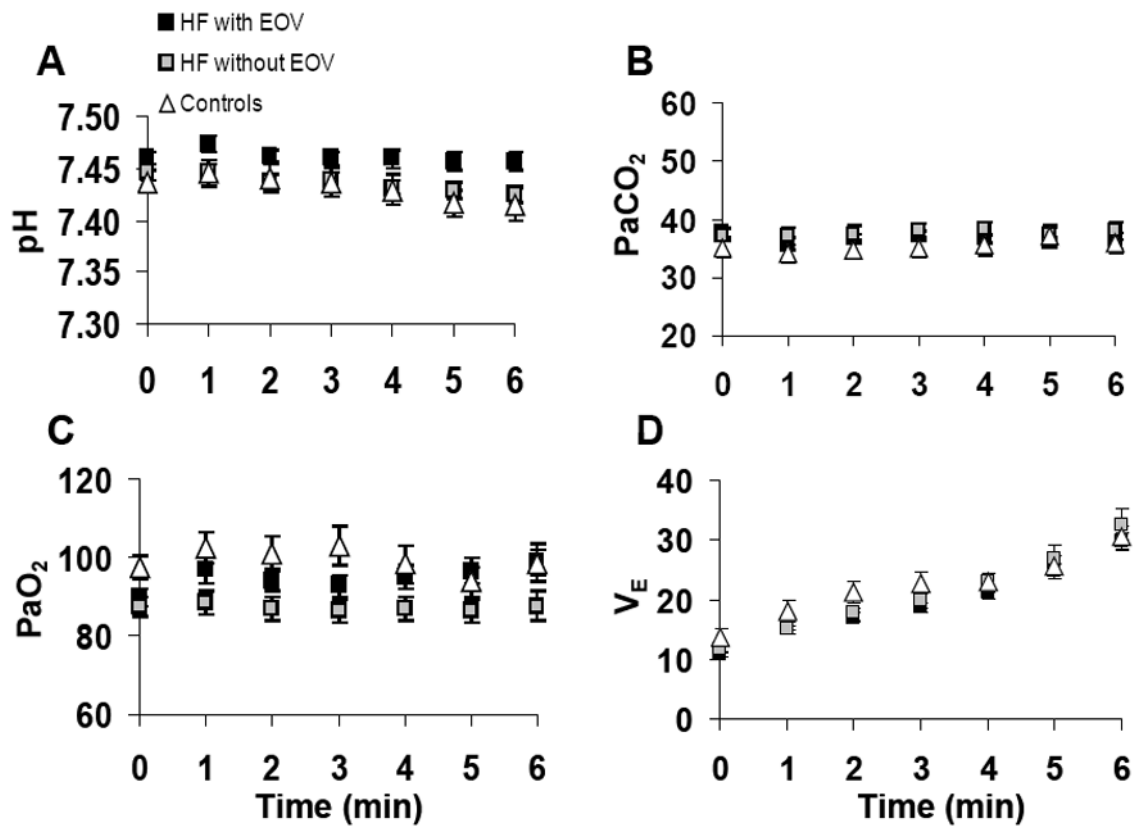 HF with EOV
HF without EOV
Controls
A
7.50
7.45
7.40
7.35
7.30
pH
0 1 2 3 4 5 6
B
60
50
40
30
20
PaCO₂
0 1 2 3 4 5 6
C
120
100
80
60
PaO₂
0 1 2 3 4 5 6
Time (min)
D
40
30
20
10
0
V_E
0 1 2 3 4 5 6
Time (min)